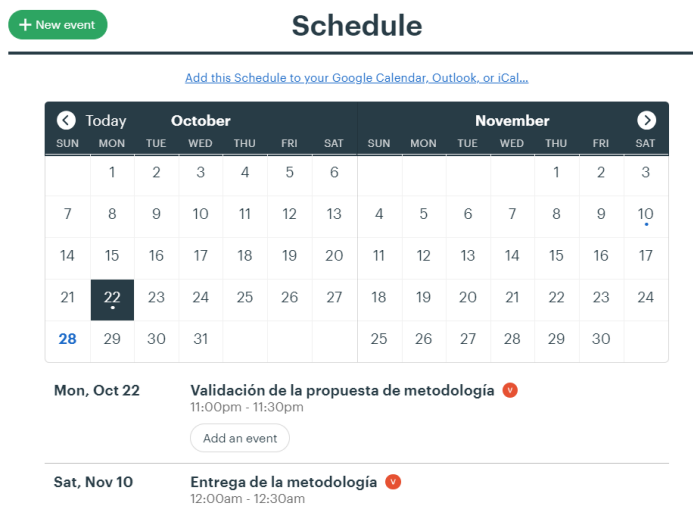 + New event
Schedule
Add this Schedule to your Google Calendar, Outlook, or iCal...
Today October November
SUN MON TUE WED THU FRI SAT SUN MON TUE WED THU FRI SAT
1 2 3 4 5 6 1 2 3
7 8 9 10 11 12 13 4 5 6 7 8 9 10
14 15 16 17 18 19 20 11 12 13 14 15 16 17
21 22 23 24 25 26 27 18 19 20 21 22 23 24
28 29 30 31 25 26 27 28 29 30
Mon, Oct 22 Validación de la propuesta de metodología V
11:00pm - 11:30pm
Add an event
Sat, Nov 10 Entrega de la metodología V
12:00am - 12:30am